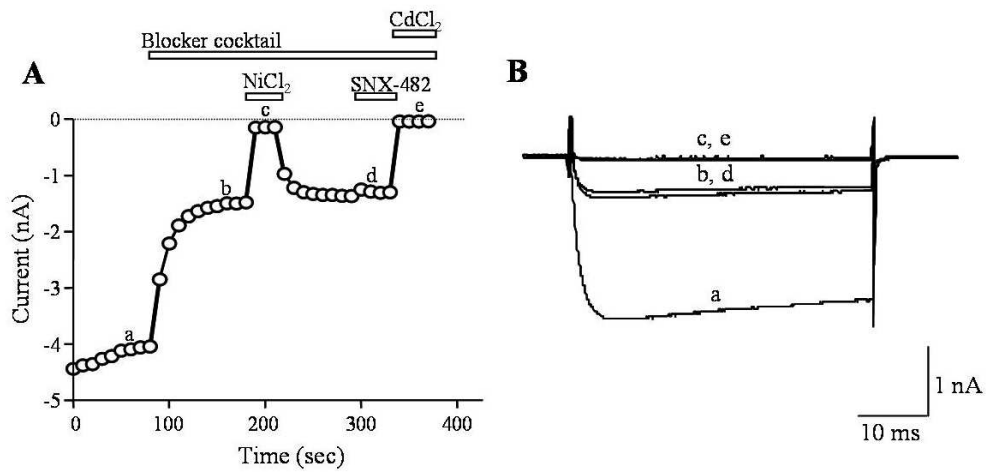 CdCl2
Blocker cocktail
A
NiCl2
SNX-482
B
c
e
0
c, e
b, d
-1
d
b
-2
Current (nA)
-3
a
a
-4
-5
1 nA
0
100
200
300
400
10 ms
Time (sec)